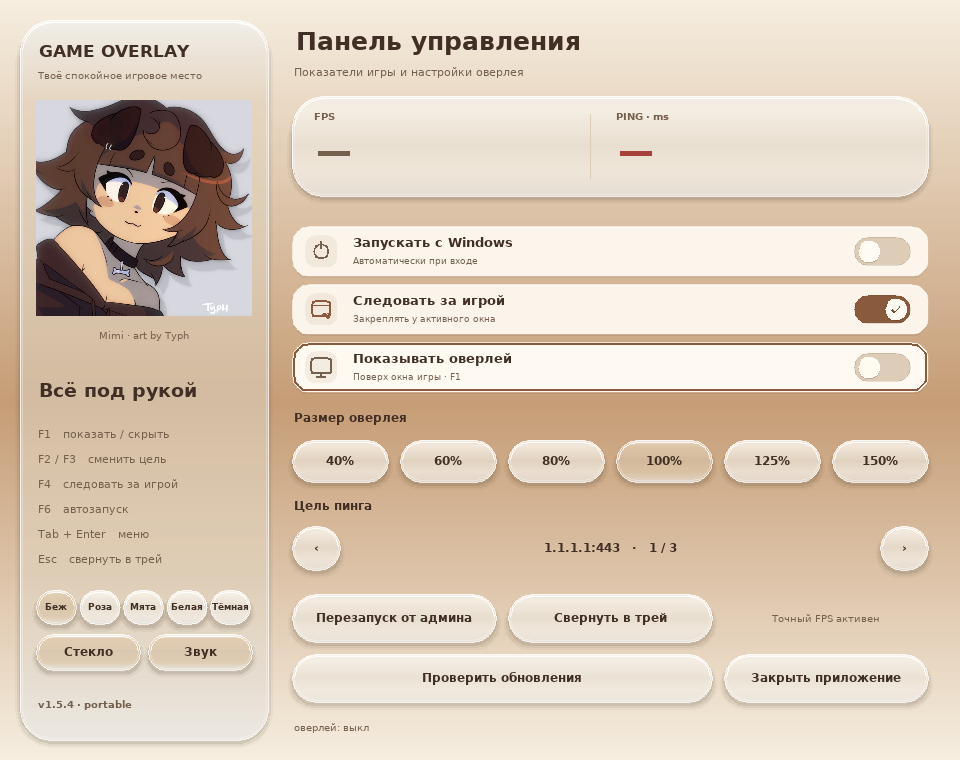 GAME OVERLAY
Твоё спокойное игровое место
Typh
Mimi · art by Typh
Всё под рукой
F1 показать / скрыть
F2 / F3 сменить цель
F4 следовать за игрой
F6 автозапуск
Tab + Enter меню
Esc свернуть в трей
Беж Роза Мята Белая Тёмная
Стекло Звук
v1.5.4 · portable
Панель управления
Показатели игры и настройки оверлея
FPS PING · ms
Запускать с Windows
Автоматически при входе
Следовать за игрой
Закреплять у активного окна
Показывать оверлей
Поверх окна игры · F1
Размер оверлея
40% 60% 80% 100% 125% 150%
Цель пинга
‹ 1.1.1.1:443 · 1 / 3 ›
Перезапуск от админа Свернуть в трей Точный FPS активен
Проверить обновления Закрыть приложение
оверлей: выкл